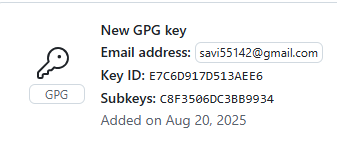 New GPG key
Email address: savi55142@gmail.com
Key ID: E7C6D917D513AEE6
GPG
Subkeys: C8F3506DC3BB9934
Added on Aug 20, 2025